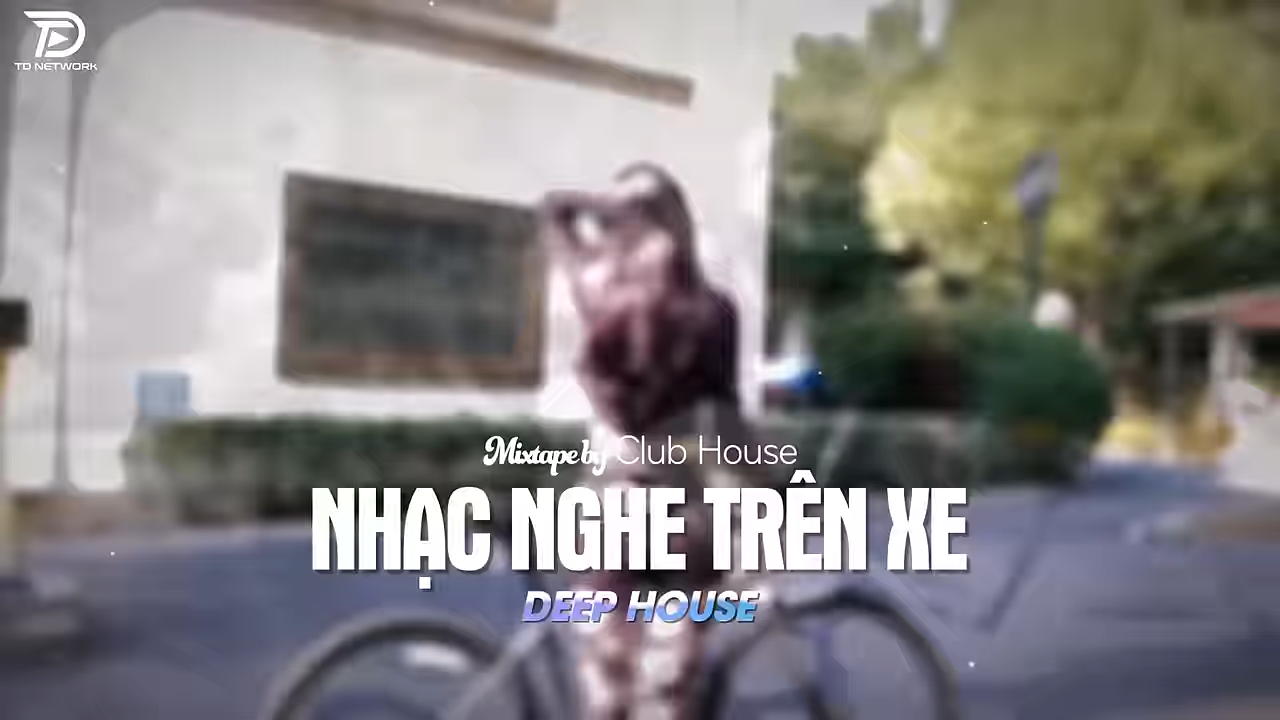 TD NETWORK
Mixtape by Club House
NHẠC NGHE TRÊN XE
DEEP HOUSE